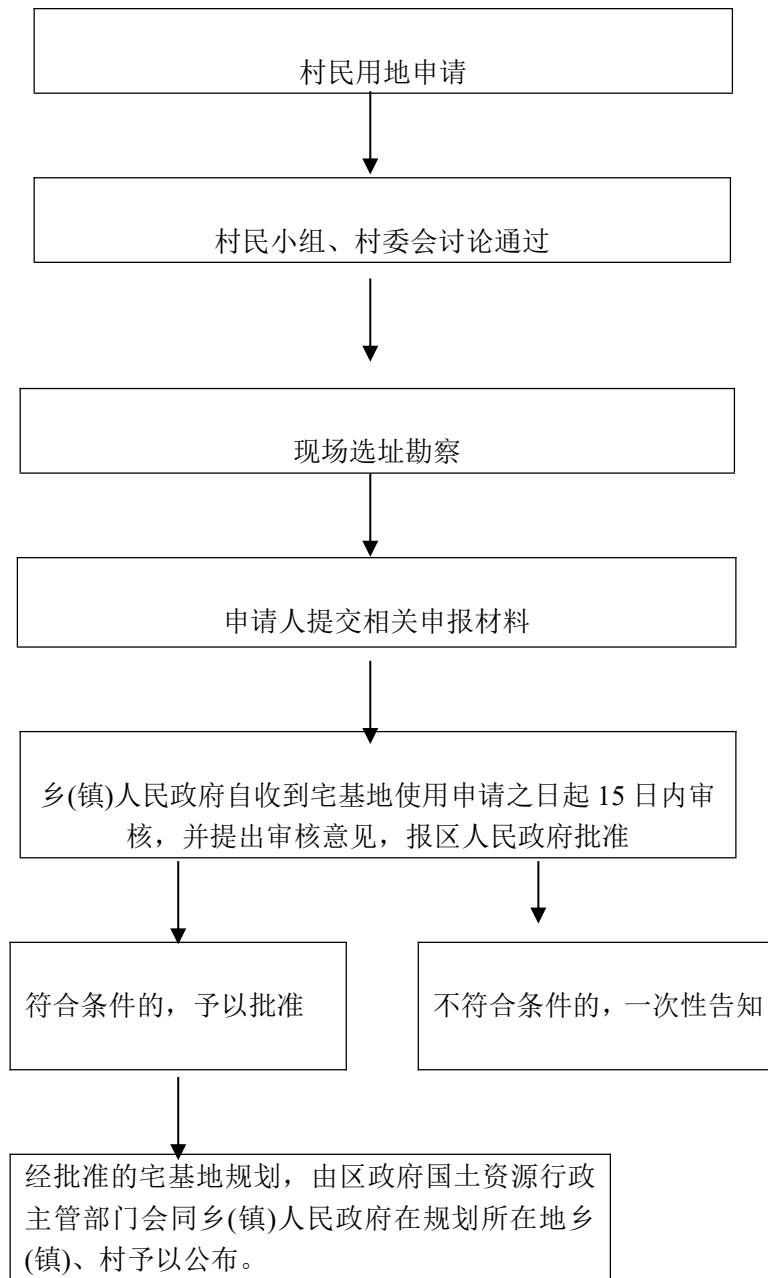 村民用地申请
村民小组、村委会讨论通过
现场选址勘察
申请人提交相关申报材料
乡(镇)人民政府自收到宅基地使用申请之日起 15 日内审
核，并提出审核意见，报区人民政府批准
符合条件的，予以批准
不符合条件的，一次性告知
经批准的宅基地规划，由区政府国土资源行政
主管部门会同乡(镇)人民政府在规划所在地乡
(镇)、村予以公布。